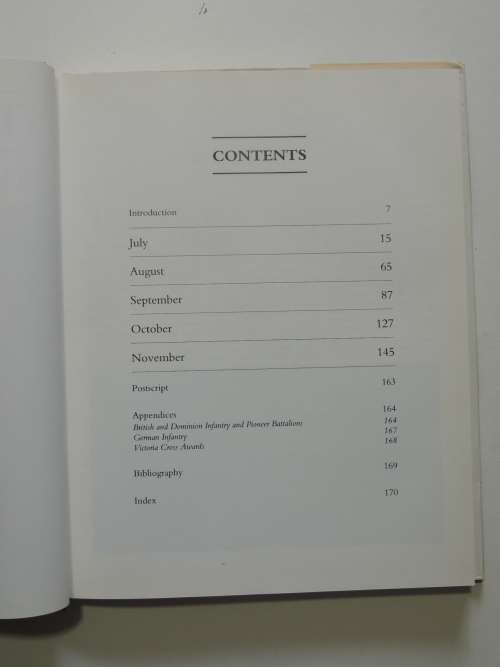 CONTENTS
Introduction 7
July 15
August 65
September 87
October 127
November 145
Postscript 163
Appendices 164
British and Dominion Infantry and Pioneer Battalions 164
German Infantry 167
Victoria Cross Awards 168
Bibliography 169
Index 170